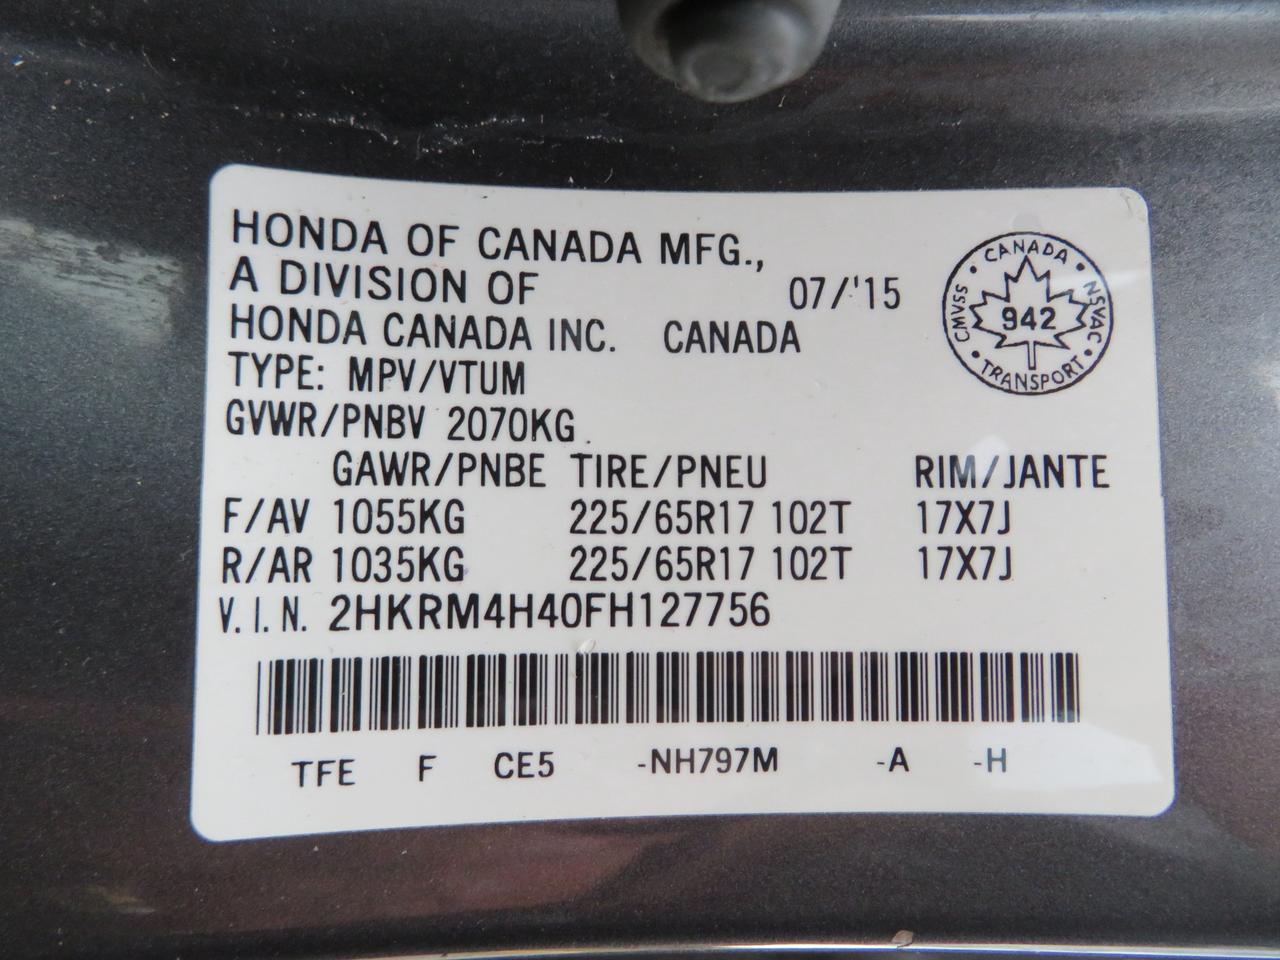 HONDA OF CANADA MFG.,
A DIVISION OF 07/'15
HONDA CANADA INC. CANADA
TYPE: MPV/VTUM
GVWR/PNBV 2070KG
GAWR/PNBE TIRE/PNEU RIM/JANTE
F/AV 1055KG 225/65R17 102T 17X7J
R/AR 1035KG 225/65R17 102T 17X7J
V.I.N. 2HKRM4H40FH127756
TFE F CE5 -NH797M -A -H
CANADA
CMVSS
942
NSVAC
TRANSPORT